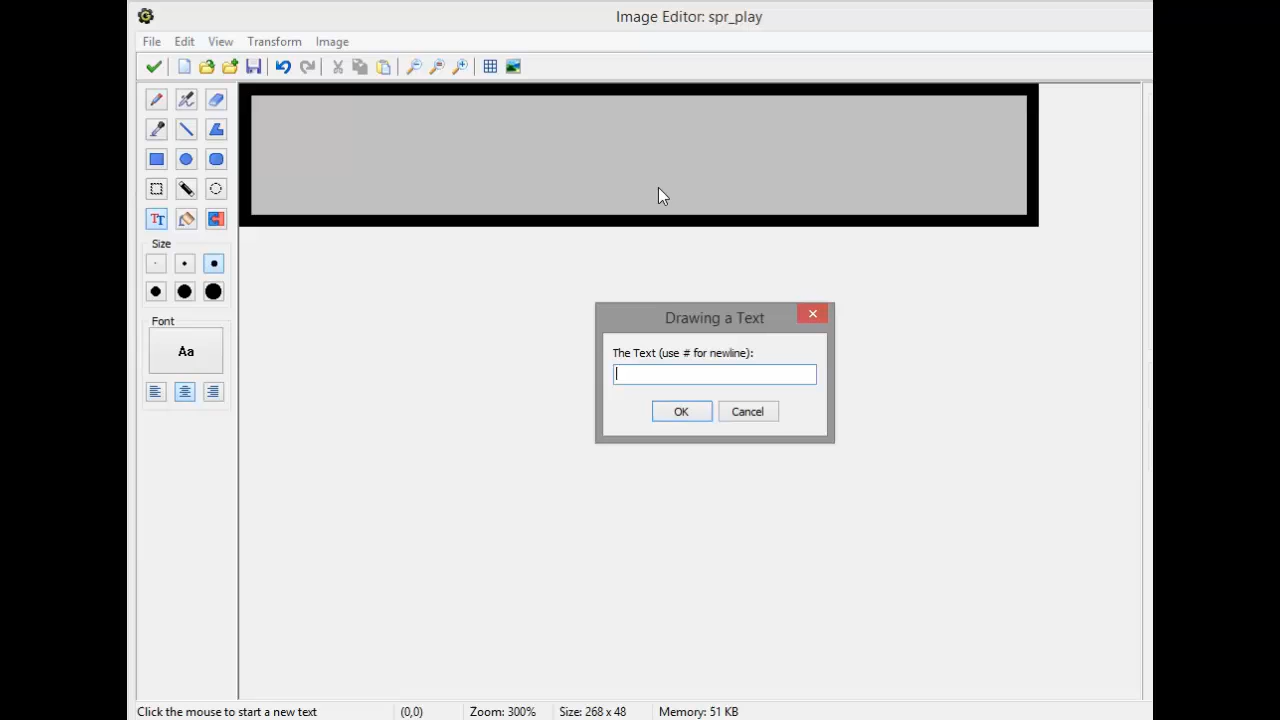 Image Editor: spr_play
File Edit View Transform Image
TT
Size
Font
Aa
Drawing a Text
The Text (use # for newline):
OK Cancel
Click the mouse to start a new text (0,0) Zoom: 300% Size: 268 x 48 Memory: 51 KB